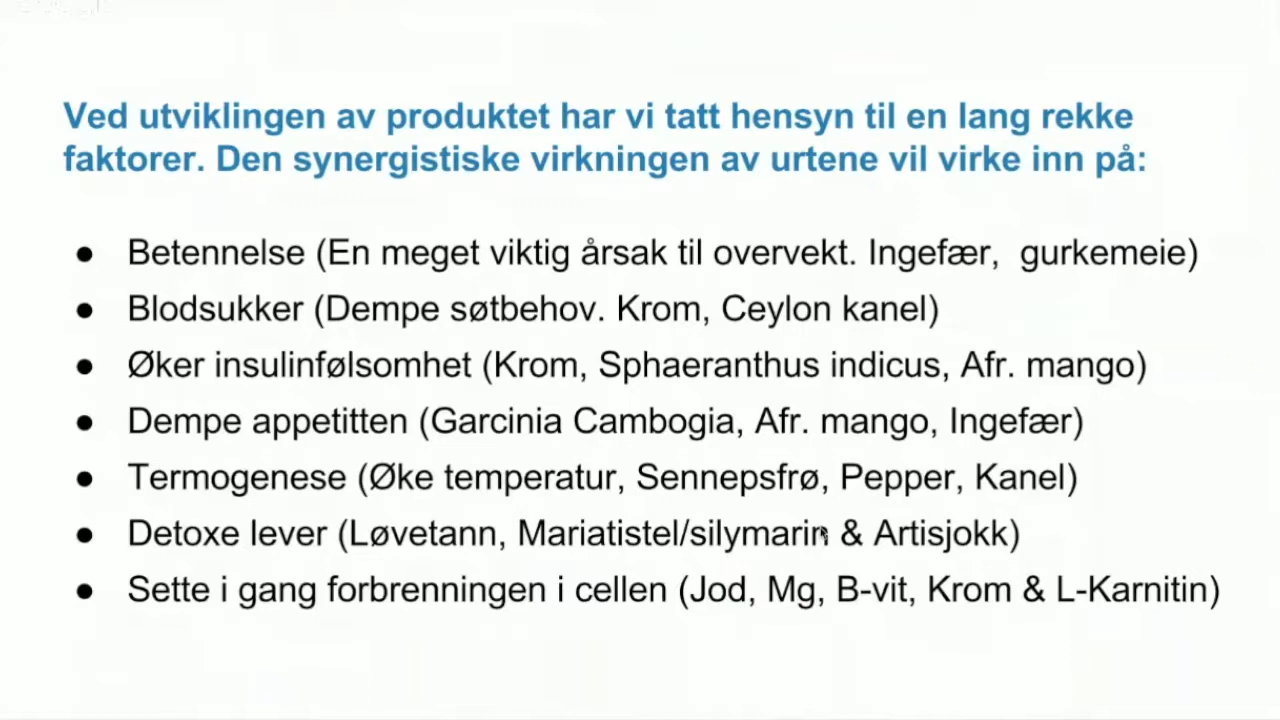 Ved utviklingen av produktet har vi tatt hensyn til en lang rekke
faktorer. Den synergistiske virkningen av urtene vil virke inn på:
● Betennelse (En meget viktig årsak til overvekt. Ingefær, gurkemeie)
● Blodsukker (Dempe søtbehov. Krom, Ceylon kanel)
● Øker insulinfølsomhet (Krom, Sphaeranthus indicus, Afr. mango)
● Dempe appetitten (Garcinia Cambogia, Afr. mango, Ingefær)
● Termogenese (Øke temperatur, Sennepsfrø, Pepper, Kanel)
● Detoxe lever (Løvetann, Mariatistel/silymarin & Artisjokk)
● Sette i gang forbrenningen i cellen (Jod, Mg, B-vit, Krom & L-Karnitin)